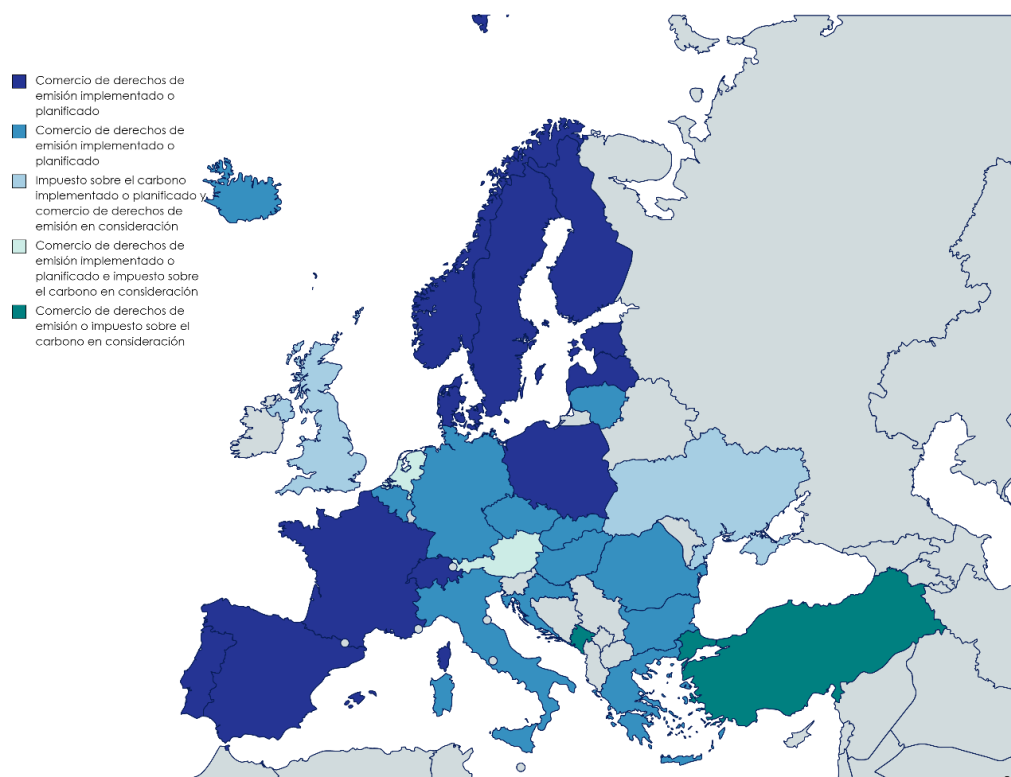 Comercio de derechos de
emisión implementado o
planificado
Comercio de derechos de
emisión implementado o
planificado
Impuesto sobre el carbono
implementado o planificado y
comercio de derechos de
emisión en consideración
Comercio de derechos de
emisión implementado o
planificado e impuesto sobre
el carbono en consideración
Comercio de derechos de
emisión o impuesto sobre el
carbono en consideración